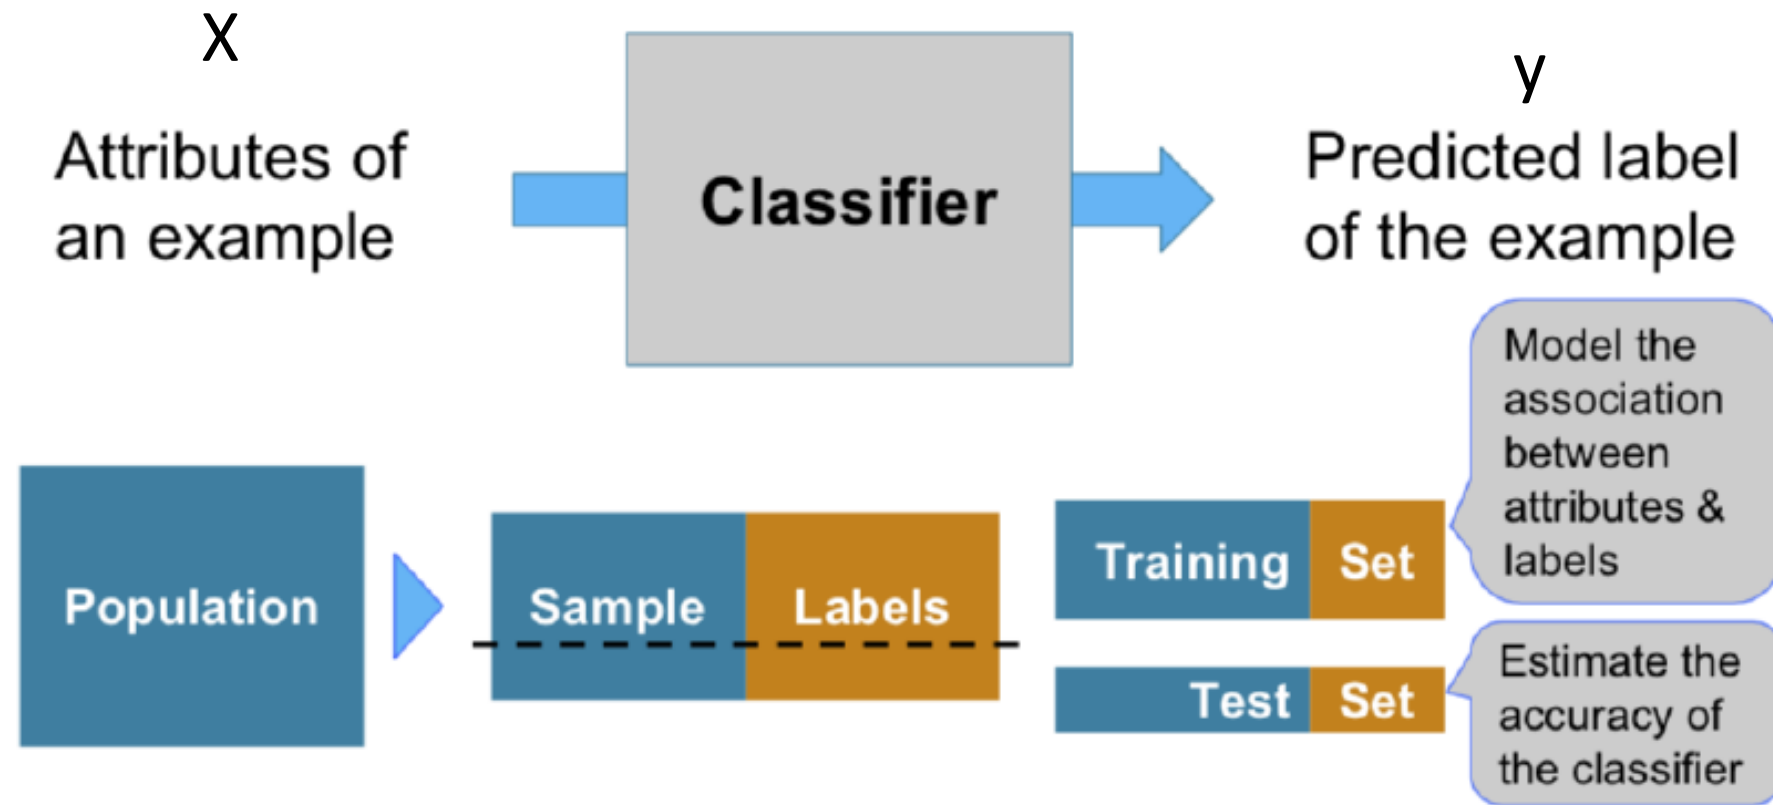 X
Attributes of
an example
Classifier
y
Predicted label
of the example
Population
Sample
Labels
Training Set
Test Set
Model the
association
between
attributes &
labels
Estimate the
accuracy of
the classifier